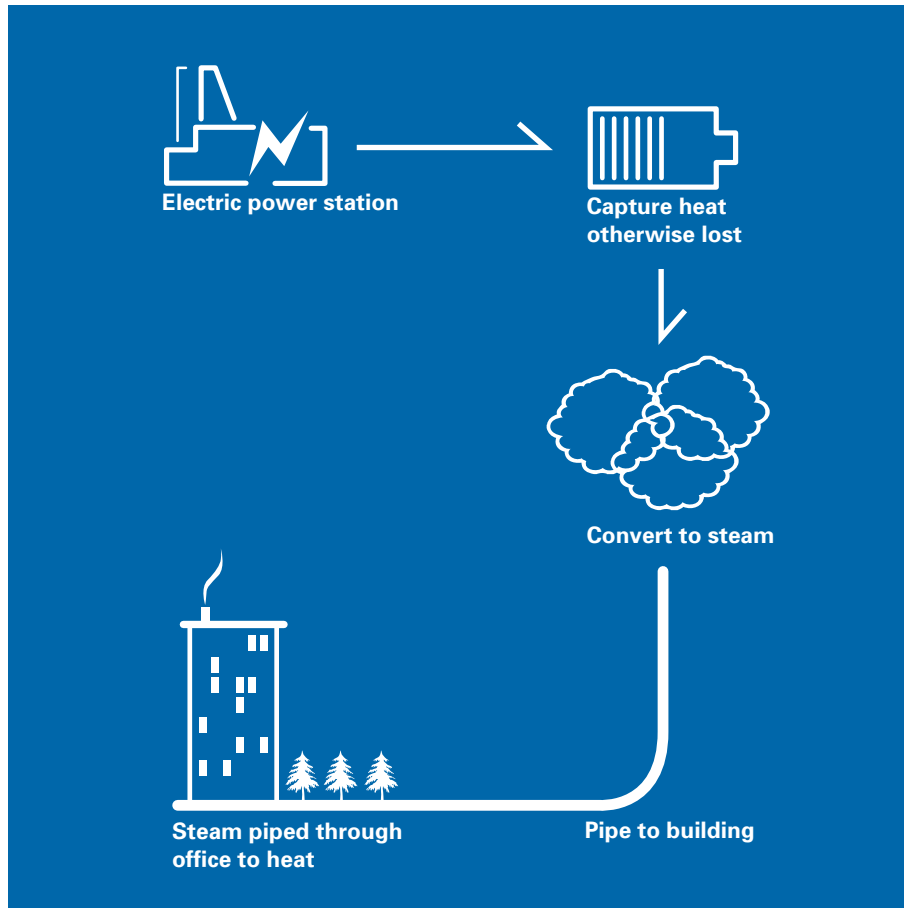 Electric power station
Capture heat
otherwise lost
Convert to steam
Pipe to building
Steam piped through
office to heat